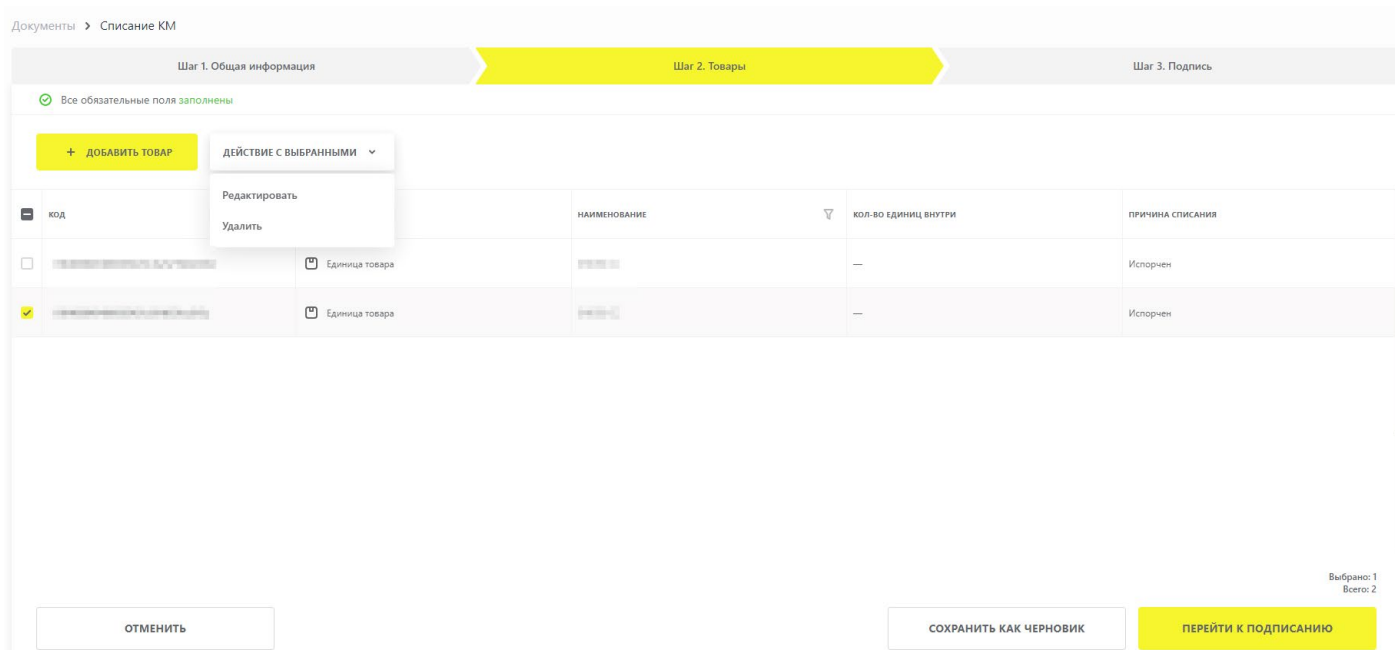 Документы > Списание КМ
Шаг 1. Общая информация
Шаг 2. Товары
Шаг 3. Подпись
Все обязательные поля заполнены
+ ДОБАВИТЬ ТОВАР
ДЕЙСТВИЕ С ВЫБРАННЫМИ
Редактировать
Удалить
КОД
НАИМЕНОВАНИЕ
КОЛ-ВО ЕДИНИЦ ВНУТРИ
ПРИЧИНА СПИСАНИЯ
Единица товара
—
Испорчен
Единица товара
—
Испорчен
Выбрано: 1
Всего: 2
ОТМЕНИТЬ
СОХРАНИТЬ КАК ЧЕРНОВИК
ПЕРЕЙТИ К ПОДПИСАНИЮ